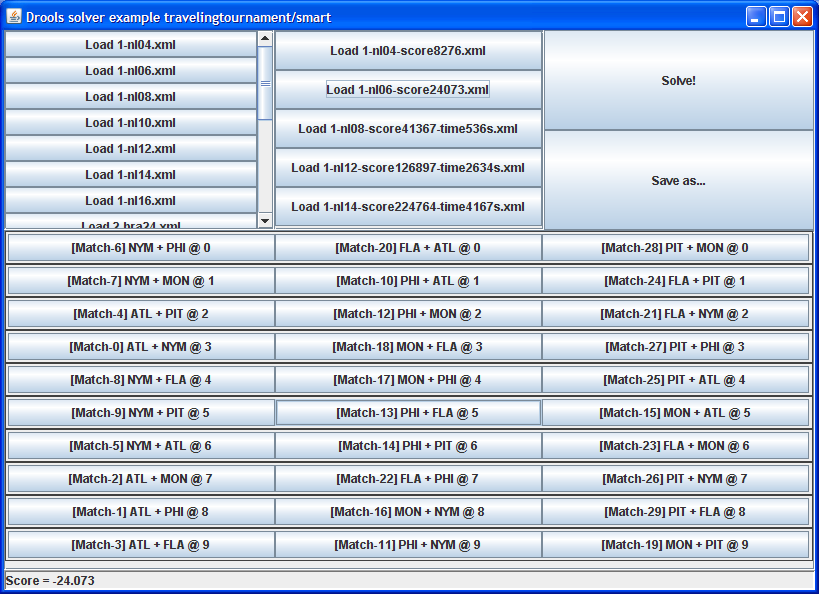 Drools solver example travelingtournament/smart
Load 1-nl04.xml
Load 1-nl06.xml
Load 1-nl08.xml
Load 1-nl10.xml
Load 1-nl12.xml
Load 1-nl14.xml
Load 1-nl16.xml
Load 2-bra24.xml
Load 1-nl04-score8276.xml
Load 1-nl06-score24073.xml
Load 1-nl08-score41367-time536s.xml
Load 1-nl12-score126897-time2634s.xml
Load 1-nl14-score224764-time4167s.xml
Solve!
Save as...
[Match-6] NYM + PHI @ 0 [Match-20] FLA + ATL @ 0 [Match-28] PIT + MON @ 0
[Match-7] NYM + MON @ 1 [Match-10] PHI + ATL @ 1 [Match-24] FLA + PIT @ 1
[Match-4] ATL + PIT @ 2 [Match-12] PHI + MON @ 2 [Match-21] FLA + NYM @ 2
[Match-0] ATL + NYM @ 3 [Match-18] MON + FLA @ 3 [Match-27] PIT + PHI @ 3
[Match-8] NYM + FLA @ 4 [Match-17] MON + PHI @ 4 [Match-25] PIT + ATL @ 4
[Match-9] NYM + PIT @ 5 [Match-13] PHI + FLA @ 5 [Match-15] MON + ATL @ 5
[Match-5] NYM + ATL @ 6 [Match-14] PHI + PIT @ 6 [Match-23] FLA + MON @ 6
[Match-2] ATL + MON @ 7 [Match-22] FLA + PHI @ 7 [Match-26] PIT + NYM @ 7
[Match-1] ATL + PHI @ 8 [Match-16] MON + NYM @ 8 [Match-29] PIT + FLA @ 8
[Match-3] ATL + FLA @ 9 [Match-11] PHI + NYM @ 9 [Match-19] MON + PIT @ 9
Score = -24.073